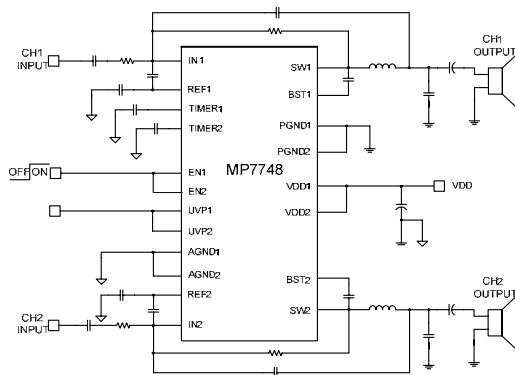 CH1
INPUT
IN1
REF1
TIMER1
TIMER2
OFF ON
EN1
EN2
UVP1
UVP2
AGND1
AGND2
REF2
CH2
INPUT
IN2
MP7748
SW1
BST1
PGND1
PGND2
VDD1
VDD
VDD2
BST2
SW2
CH1
OUTPUT
CH2
OUTPUT